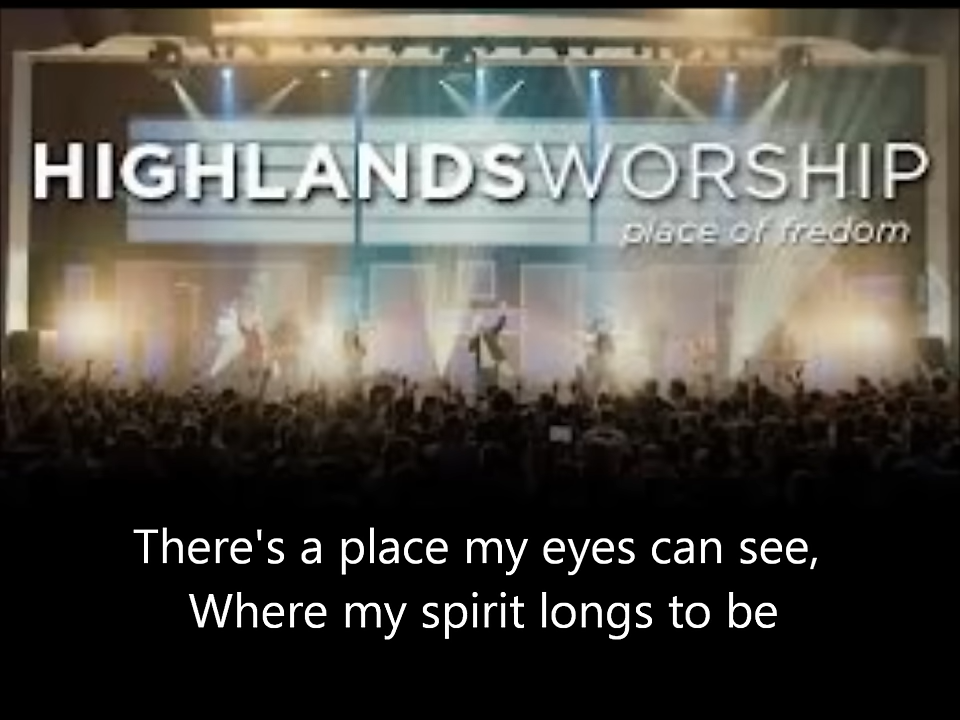 HIGHLANDSWORSHIP
place of fredom
There's a place my eyes can see,
Where my spirit longs to be